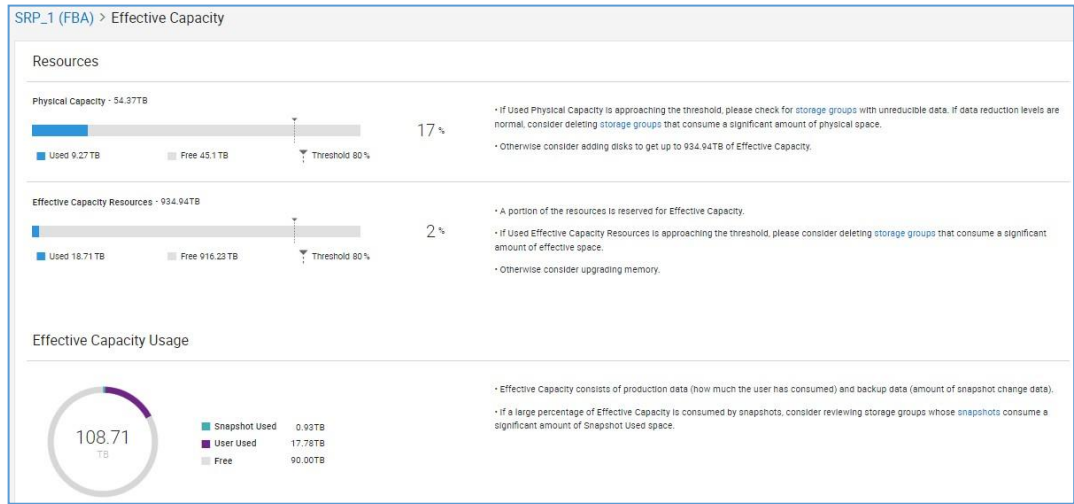 SRP_1 (FBA) > Effective Capacity
Resources
Physical Capacity - 54.37TB
17 %
Used 9.27 TB
Free 45.1 TB
Threshold 80 %
• If Used Physical Capacity is approaching the threshold, please check for storage groups with unreducible data. If data reduction levels are
normal, consider deleting storage groups that consume a significant amount of physical space.
• Otherwise consider adding disks to get up to 934.94TB of Effective Capacity.
Effective Capacity Resources - 934.94TB
2 %
Used 18.71 TB
Free 916.23 TB
Threshold 80 %
• A portion of the resources is reserved for Effective Capacity.
• If Used Effective Capacity Resources is approaching the threshold, please consider deleting storage groups that consume a significant
amount of effective space.
• Otherwise consider upgrading memory.
Effective Capacity Usage
108.71
TB
Snapshot Used 0.93TB
User Used 17.78TB
Free 90.00TB
• Effective Capacity consists of production data (how much the user has consumed) and backup data (amount of snapshot change data).
• If a large percentage of Effective Capacity is consumed by snapshots, consider reviewing storage groups whose snapshots consume a
significant amount of Snapshot Used space.